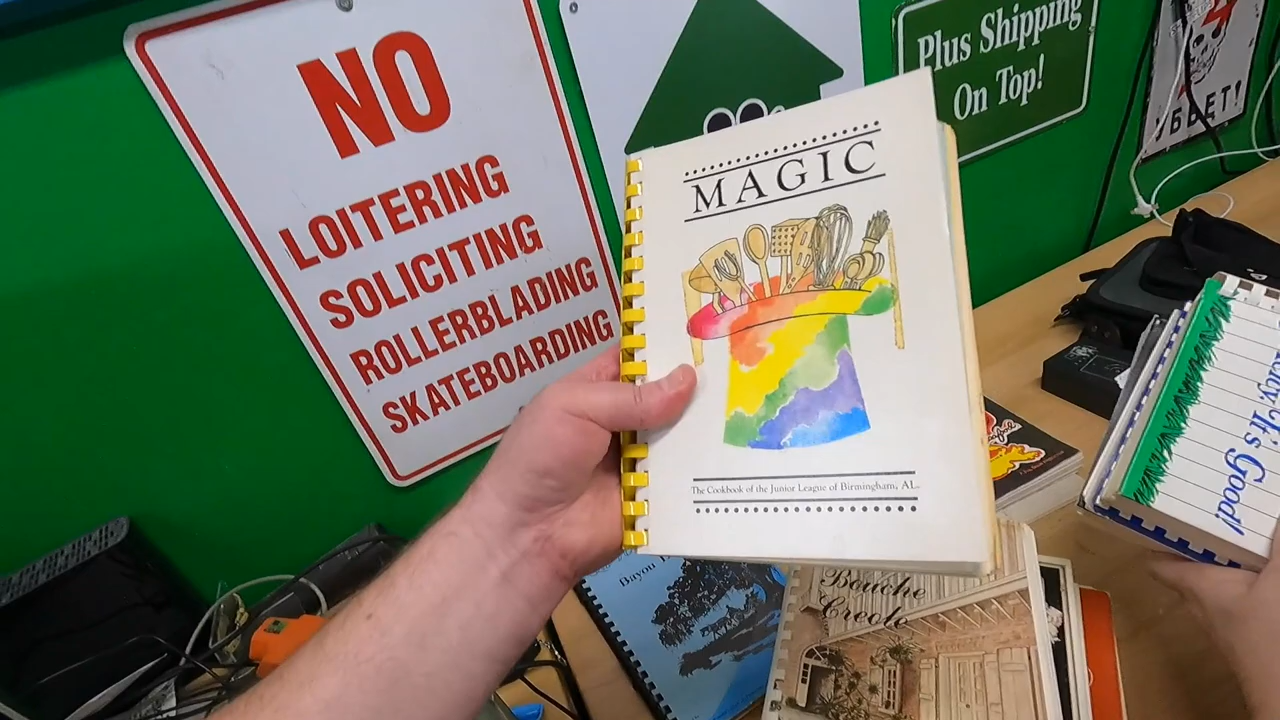 NO
LOITERING
SOLICITING
ROLLERBLADING
SKATEBOARDING
Plus Shipping
On Top!
УБЬЕТ!
MAGIC
The Cookbook of the Junior League of Birmingham, AL.
It's Good!
Bayou
Bouche
Creole